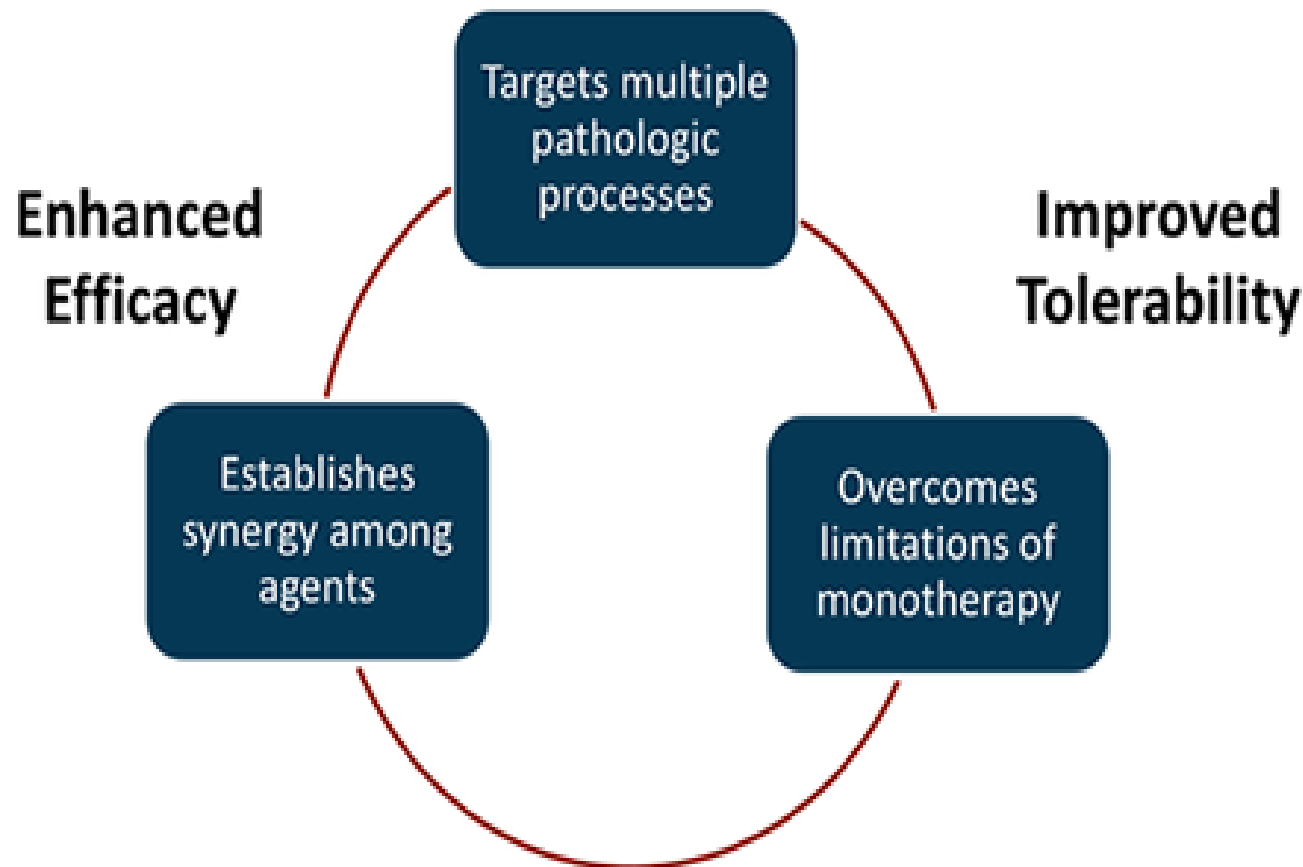 Targets multiple
pathologic
processes
Enhanced
Efficacy
Improved
Tolerability
Establishes
synergy among
agents
Overcomes
limitations of
monotherapy